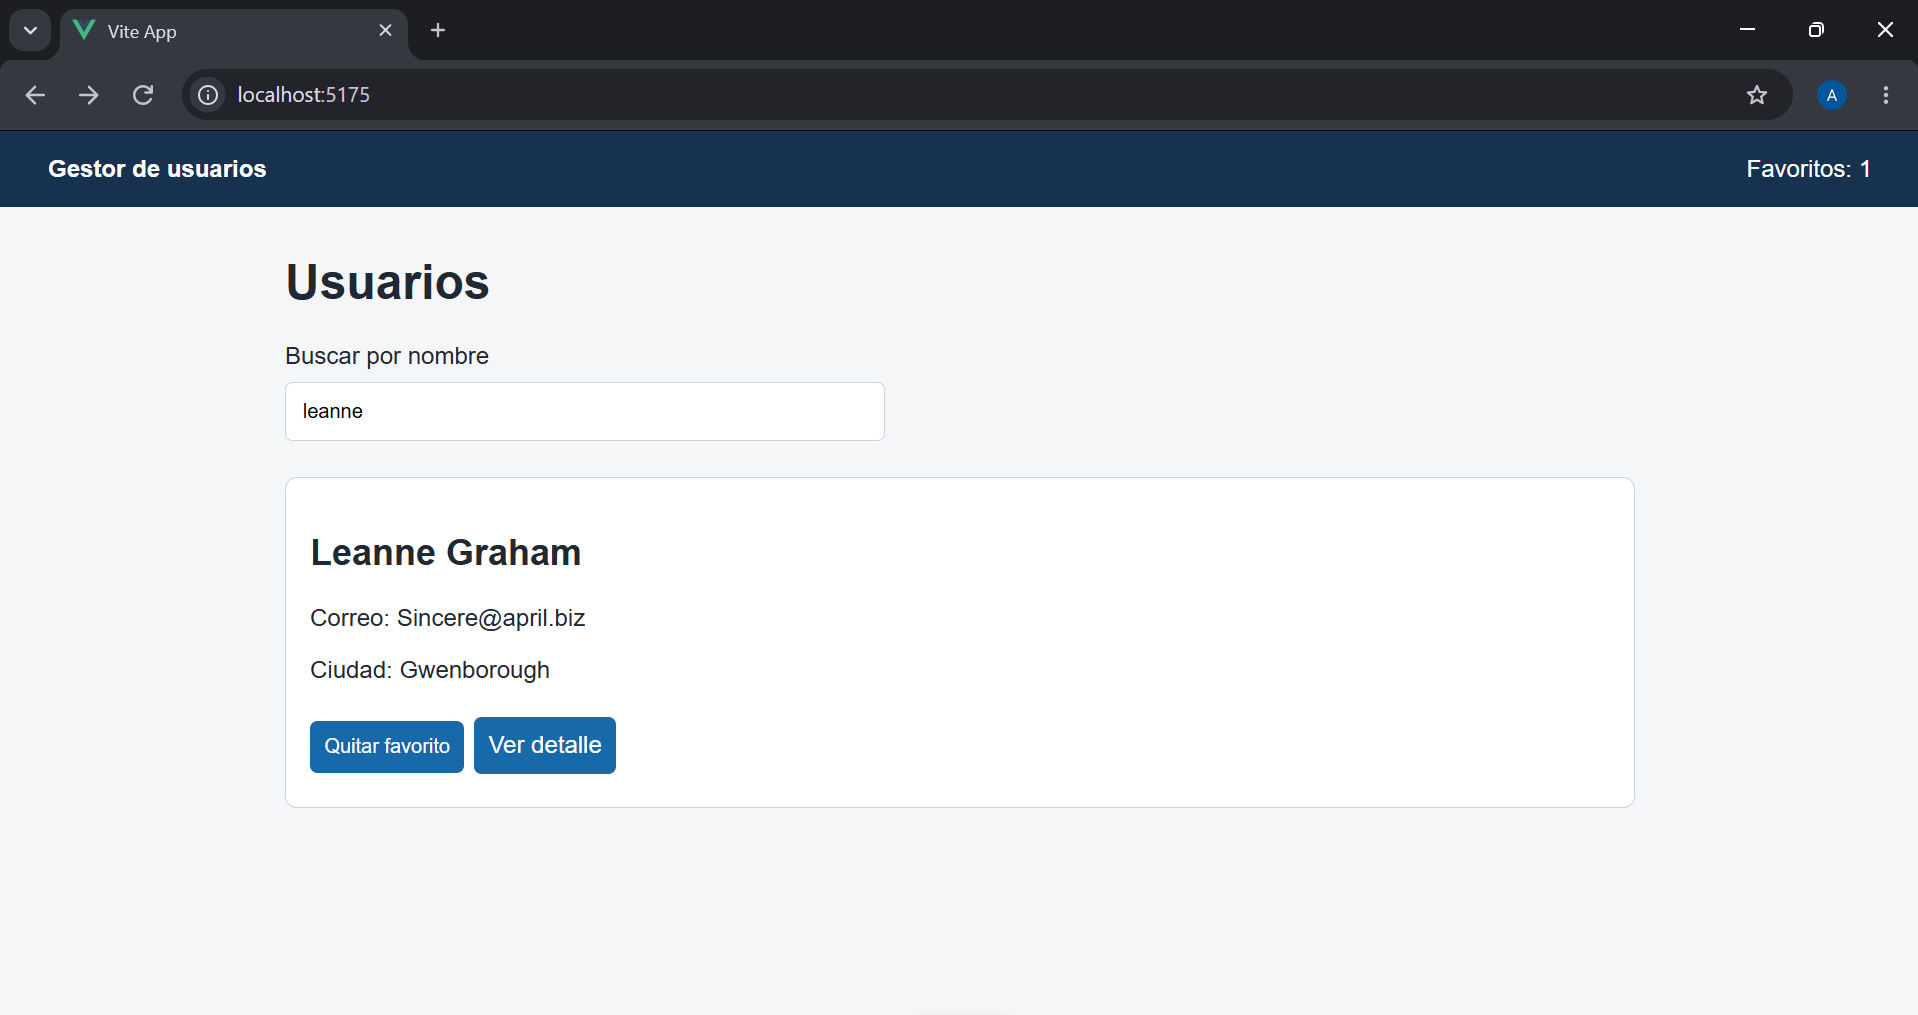 Vite App
localhost:5175
A
Gestor de usuarios
Favoritos: 1
Usuarios
Buscar por nombre
leanne
Leanne Graham
Correo: Sincere@april.biz
Ciudad: Gwenborough
Quitar favorito
Ver detalle